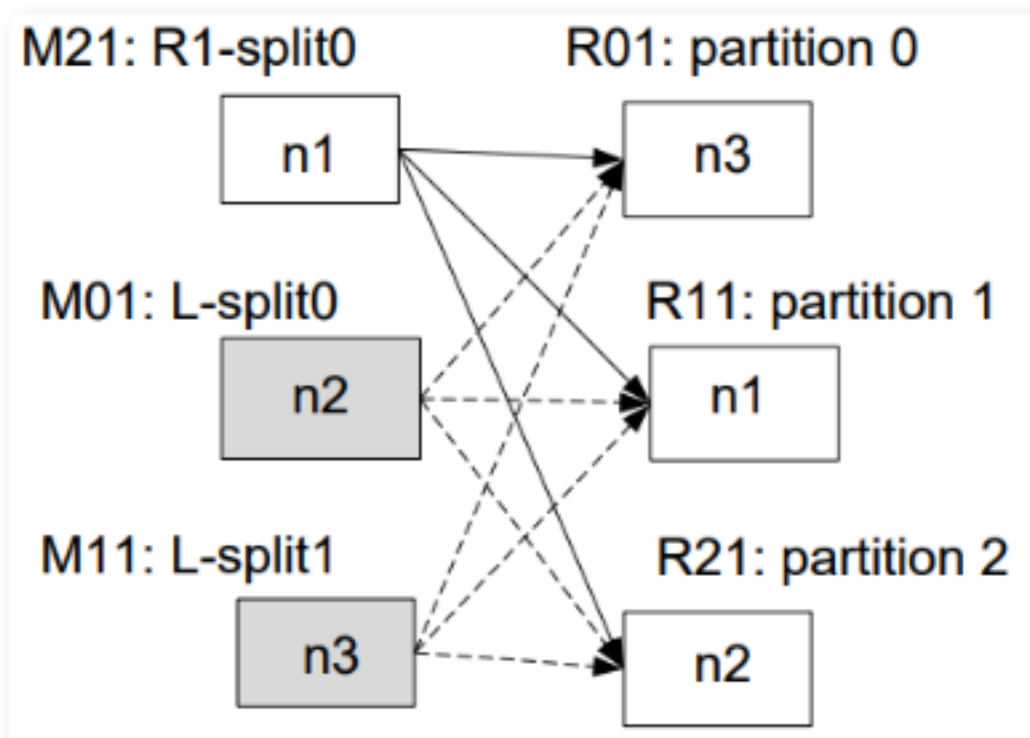 M21: R1-split0
R01: partition 0
n1
n3
M01: L-split0
R11: partition 1
n2
n1
M11: L-split1
R21: partition 2
n3
n2